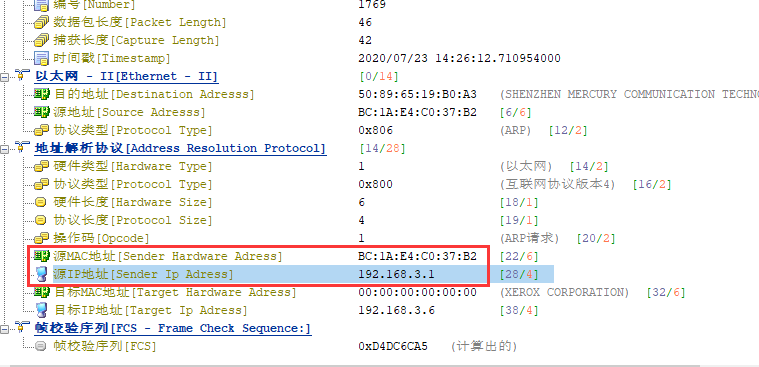 编号[Number] 1769
数据包长度[Packet Length] 46
捕获长度[Capture Length] 42
时间戳[Timestamp] 2020/07/23 14:26:12.710954000
以太网 - II[Ethernet - II] [0/14]
目的地址[Destination Adresss] 50:89:65:19:B0:A3 (SHENZHEN MERCURY COMMUNICATION TECHN
源地址[Source Adresss] BC:1A:E4:C0:37:B2 [6/6]
协议类型[Protocol Type] 0x806 (ARP) [12/2]
地址解析协议[Address Resolution Protocol] [14/28]
硬件类型[Hardware Type] 1 (以太网) [14/2]
协议类型[Protocol Type] 0x800 (互联网协议版本4) [16/2]
硬件长度[Hardware Size] 6 [18/1]
协议长度[Protocol Size] 4 [19/1]
操作码[Opcode] 1 (ARP请求) [20/2]
源MAC地址[Sender Hardware Adress] BC:1A:E4:C0:37:B2 [22/6]
源IP地址[Sender Ip Adress] 192.168.3.1 [28/4]
目标MAC地址[Target Hardware Adress] 00:00:00:00:00:00 (XEROX CORPORATION) [32/6]
目标IP地址[Target Ip Adress] 192.168.3.6 [38/4]
帧校验序列[FCS - Frame Check Sequence:]
帧校验序列[FCS] 0xD4DC6CA5 (计算出的)